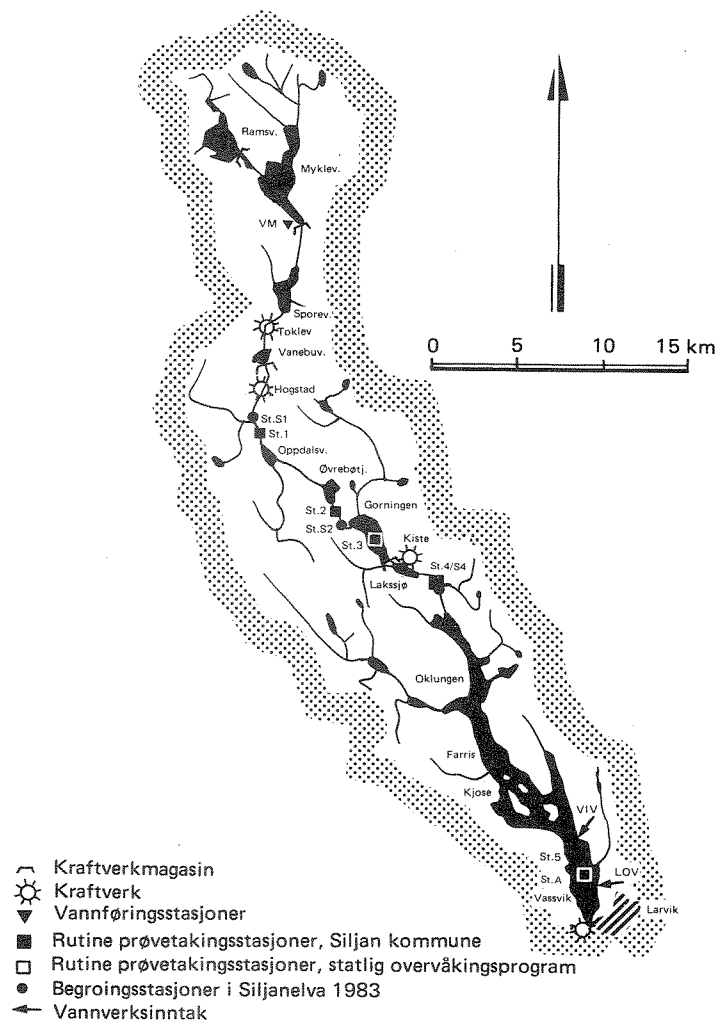 Ramsv.
Myklev.
VM
Sporev.
Toklev
Vanebuv.
Hogstad
St.S1
St.1
Oppdalsv.
Øvrebøtj.
St.2
St.S2
Gorningen
St.3
Kiste
St.4/S4
Lakssjø
Oklungen
Farris
Kjose
VIV
St.5
St.A
LOV
Vassvik
Larvik
0 5 10 15 km
Kraftverkmagasin
Kraftverk
Vannføringsstasjoner
Rutine prøvetakingsstasjoner, Siljan kommune
Rutine prøvetakingsstasjoner, statlig overvåkingsprogram
Begroingsstasjoner i Siljanelva 1983
Vannverksinntak